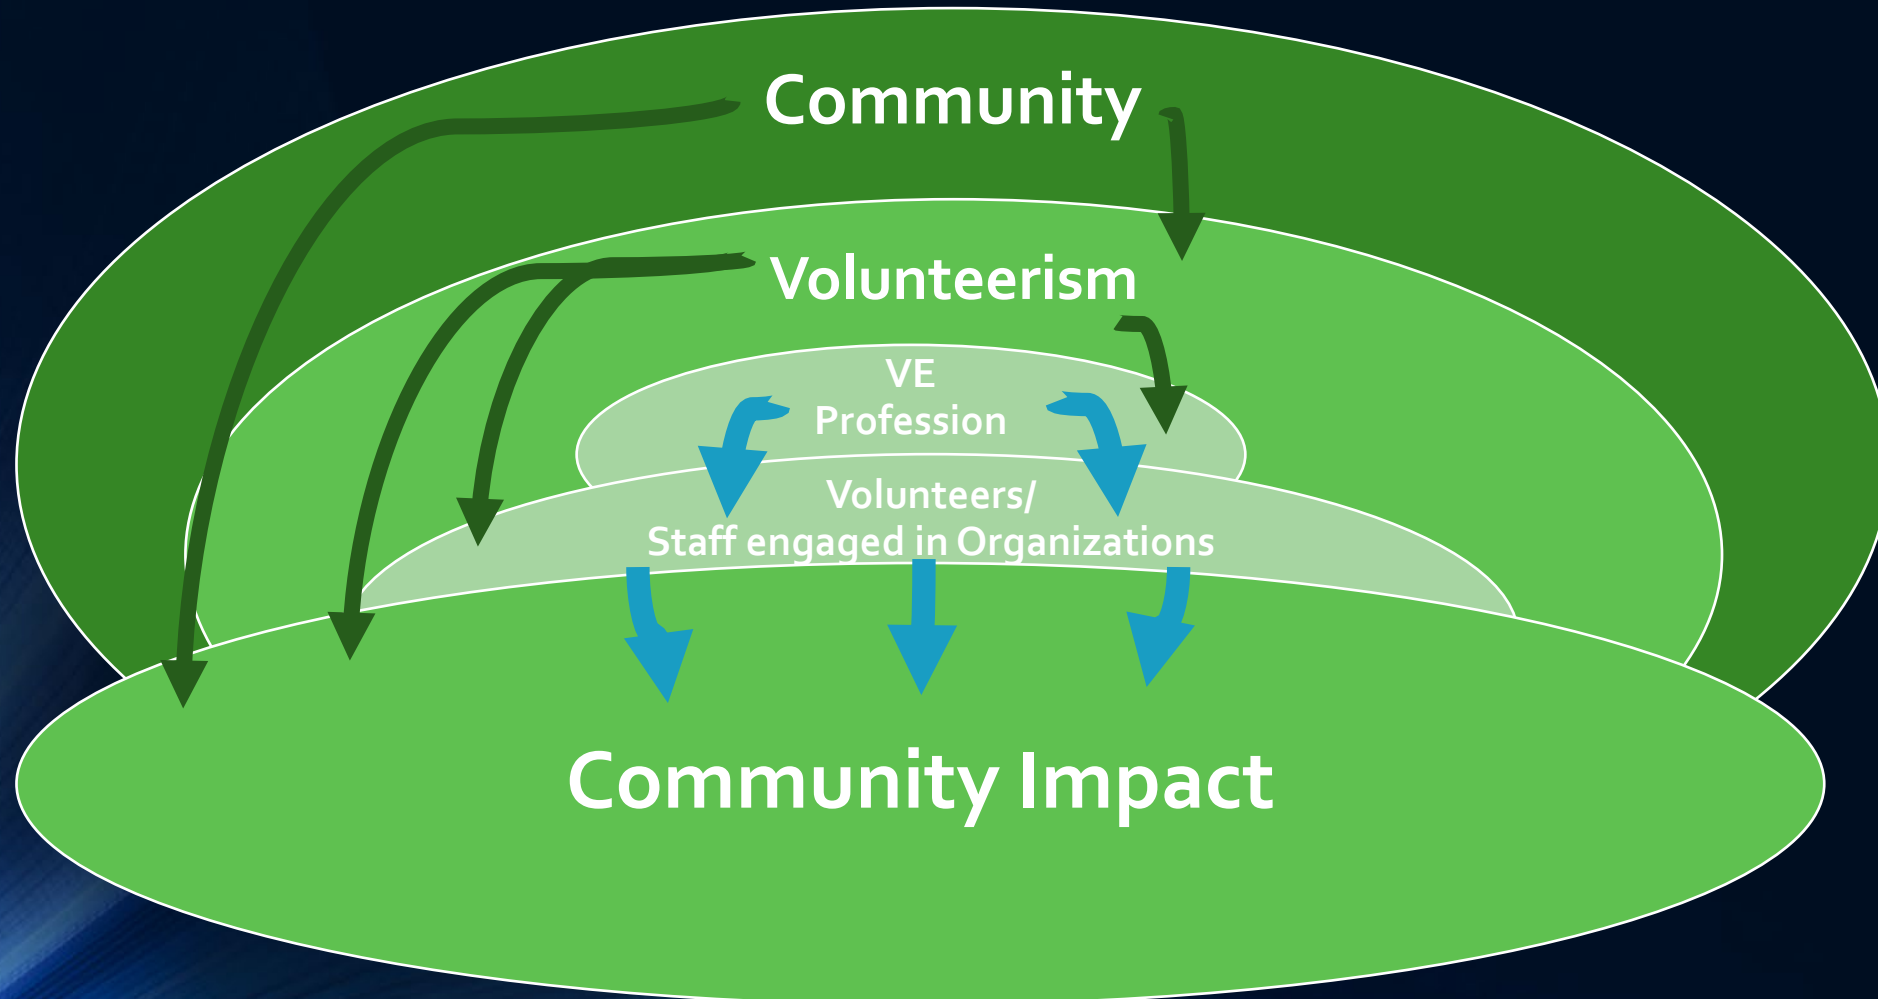 Community
Volunteerism
VE
Profession
Volunteers/
Staff engaged in Organizations
Community Impact